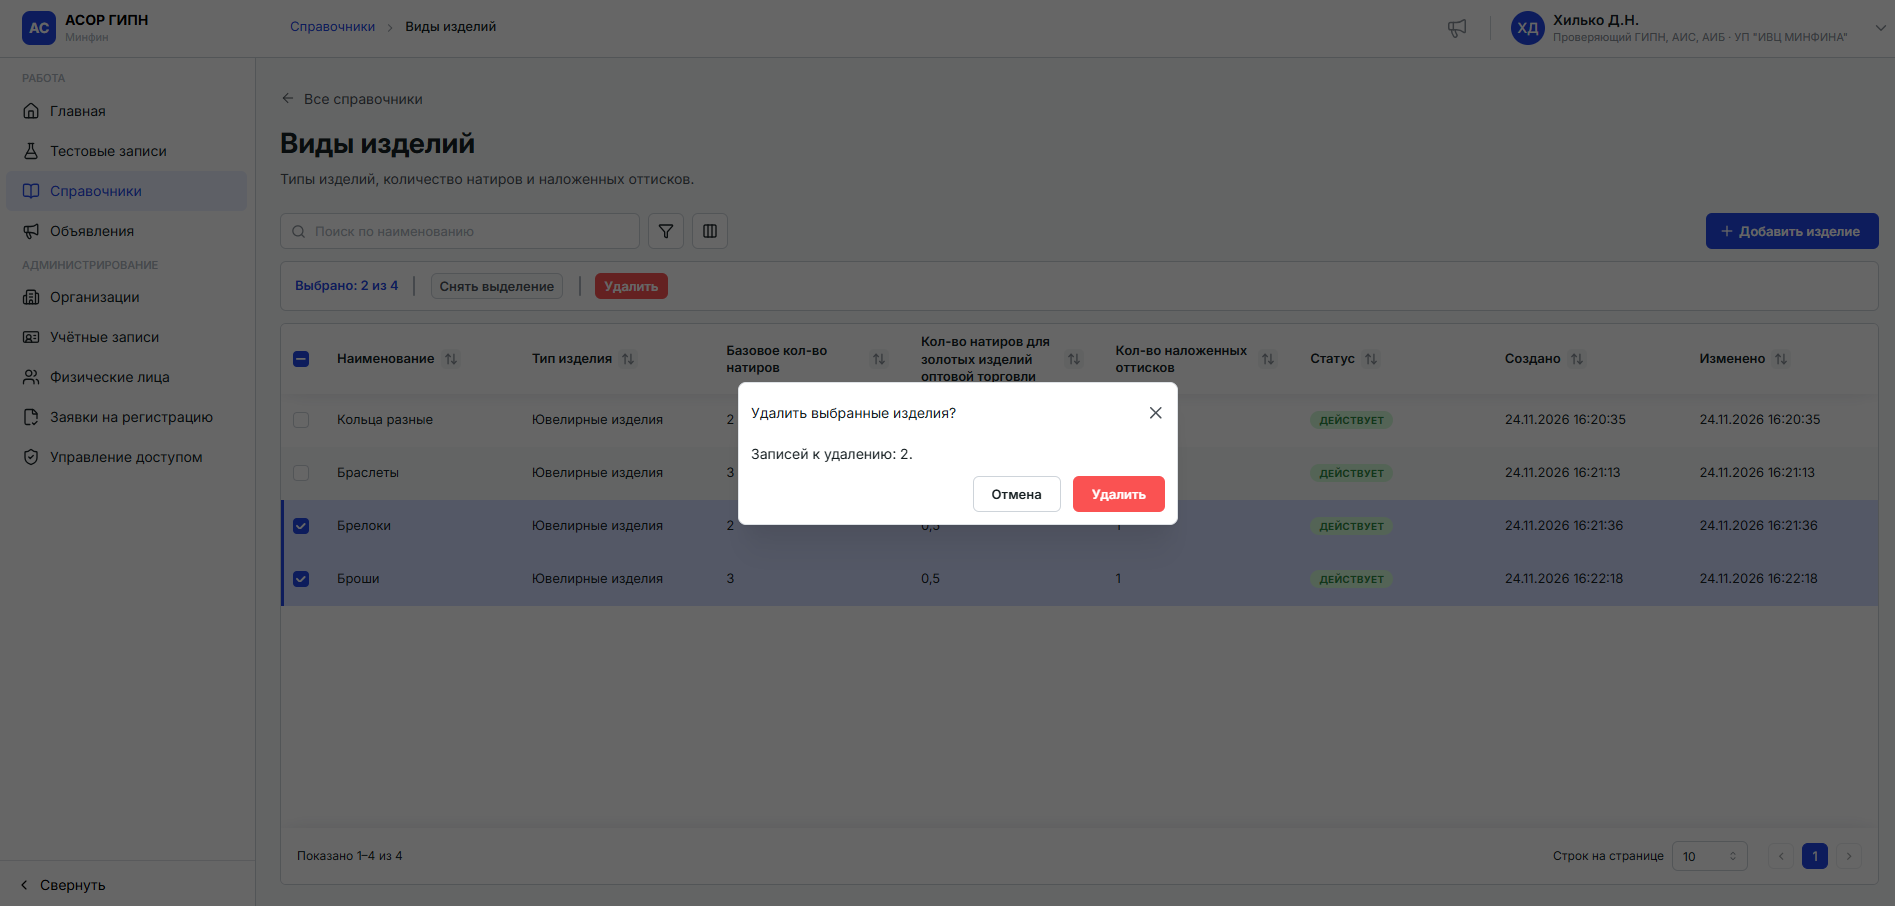 АС
АСОР ГИПН
Минфин
Справочники
Виды изделий
ХД
Хилько Д.Н.
Проверяющий ГИПН, АИС, АИБ · УП "ИВЦ МИНФИНА"
РАБОТА
Главная
Тестовые записи
Справочники
Объявления
АДМИНИСТРИРОВАНИЕ
Организации
Учётные записи
Физические лица
Заявки на регистрацию
Управление доступом
Свернуть
Все справочники
Виды изделий
Типы изделий, количество натиров и наложенных оттисков.
Поиск по наименованию
+ Добавить изделие
Выбрано: 2 из 4
Снять выделение
Удалить
Наименование
Тип изделия
Базовое кол-во
натиров
Кол-во натиров для
золотых изделий
оптовой торговли
Кол-во наложенных
оттисков
Статус
Создано
Изменено
Кольца разные Ювелирные изделия 2 ДЕЙСТВУЕТ 24.11.2026 16:20:35 24.11.2026 16:20:35
Браслеты Ювелирные изделия 3 ДЕЙСТВУЕТ 24.11.2026 16:21:13 24.11.2026 16:21:13
Брелоки Ювелирные изделия 2 0,5 1 ДЕЙСТВУЕТ 24.11.2026 16:21:36 24.11.2026 16:21:36
Броши Ювелирные изделия 3 0,5 1 ДЕЙСТВУЕТ 24.11.2026 16:22:18 24.11.2026 16:22:18
Удалить выбранные изделия?
Записей к удалению: 2.
Отмена
Удалить
Показано 1–4 из 4
Строк на странице
10
1